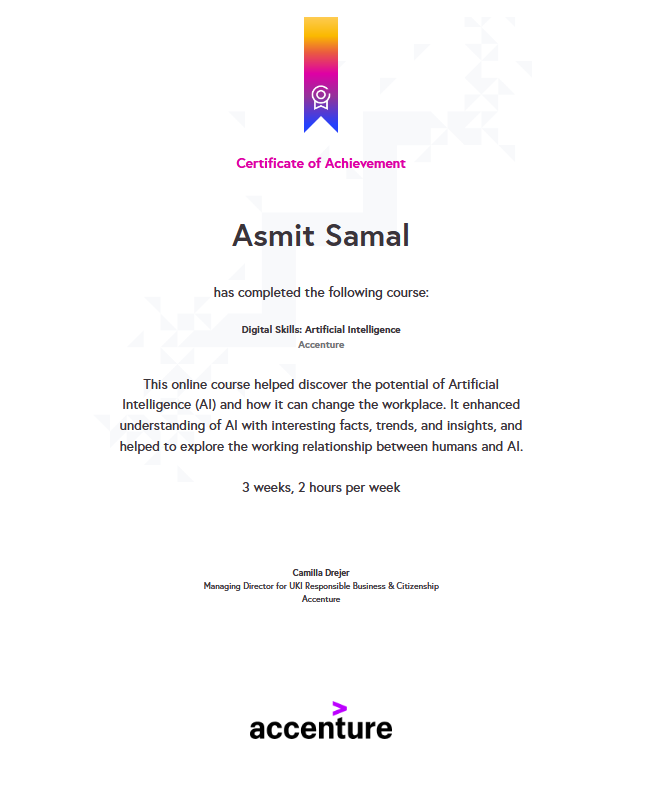 Certificate of Achievement
Asmit Samal
has completed the following course:
Digital Skills: Artificial Intelligence
Accenture
This online course helped discover the potential of Artificial
Intelligence (AI) and how it can change the workplace. It enhanced
understanding of AI with interesting facts, trends, and insights, and
helped to explore the working relationship between humans and AI.
3 weeks, 2 hours per week
Camilla Drejer
Managing Director for UKI Responsible Business & Citizenship
Accenture
accenture